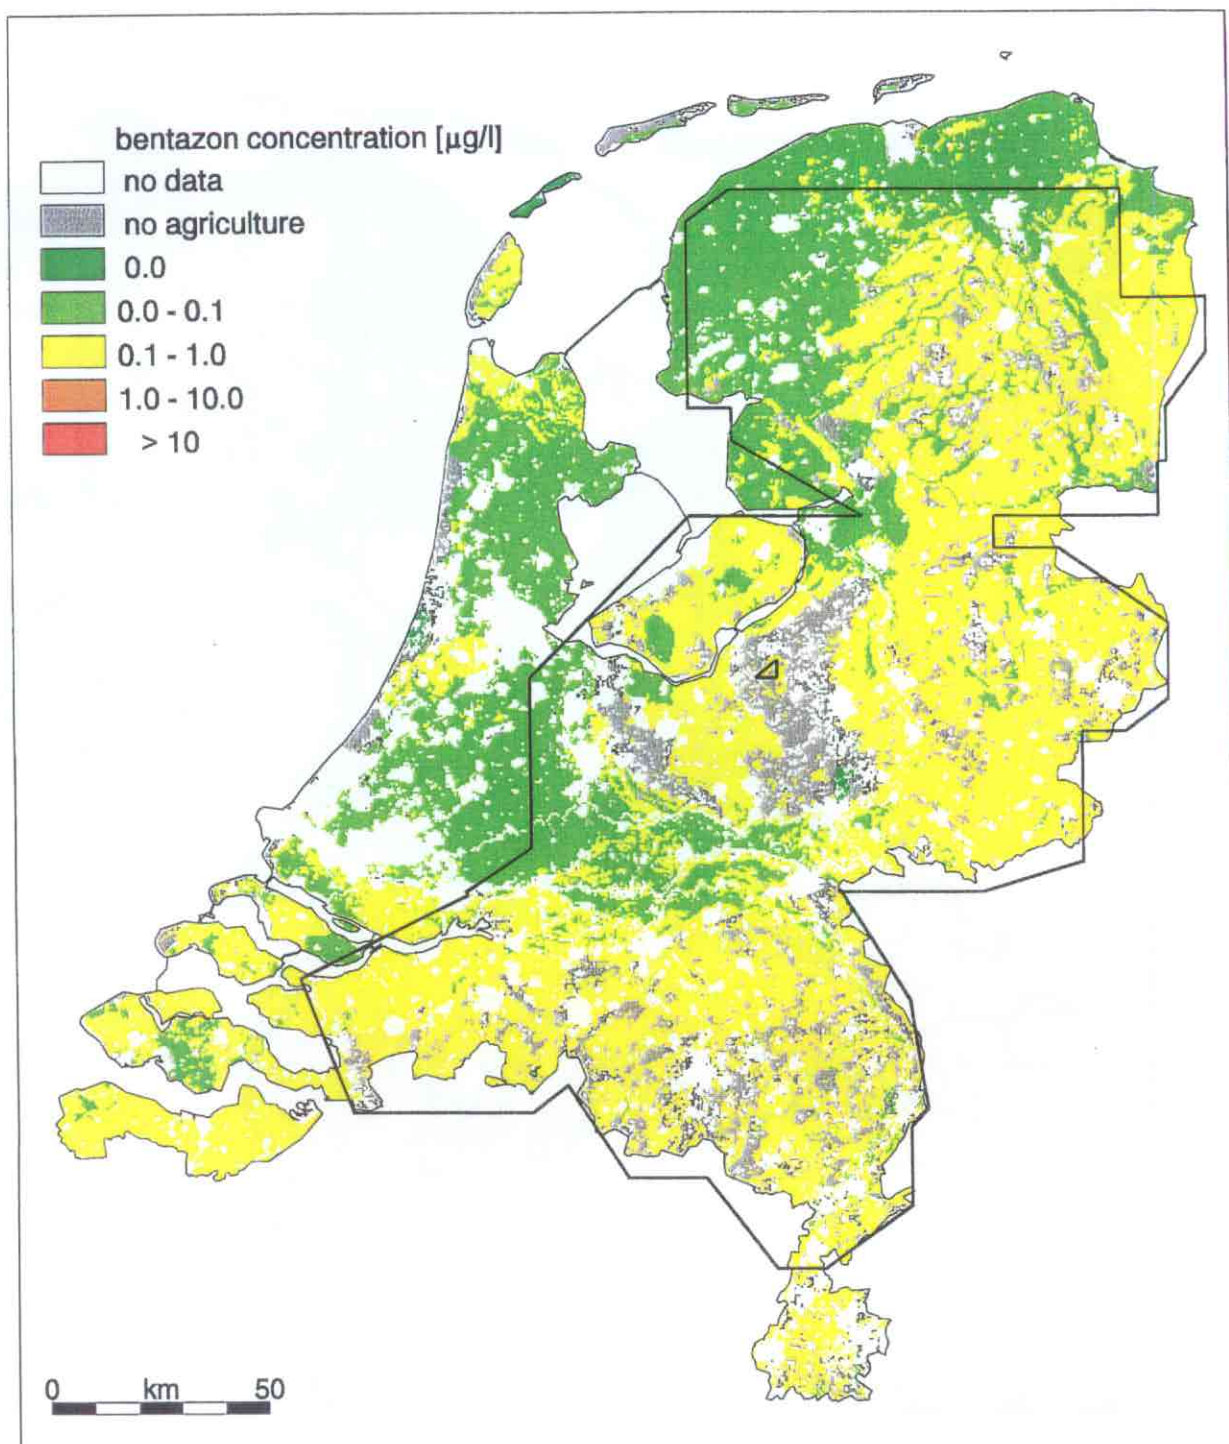 bentazon concentration [µg/l]
no data
no agriculture
0.0
0.0 - 0.1
0.1 - 1.0
1.0 - 10.0
> 10
0 km 50